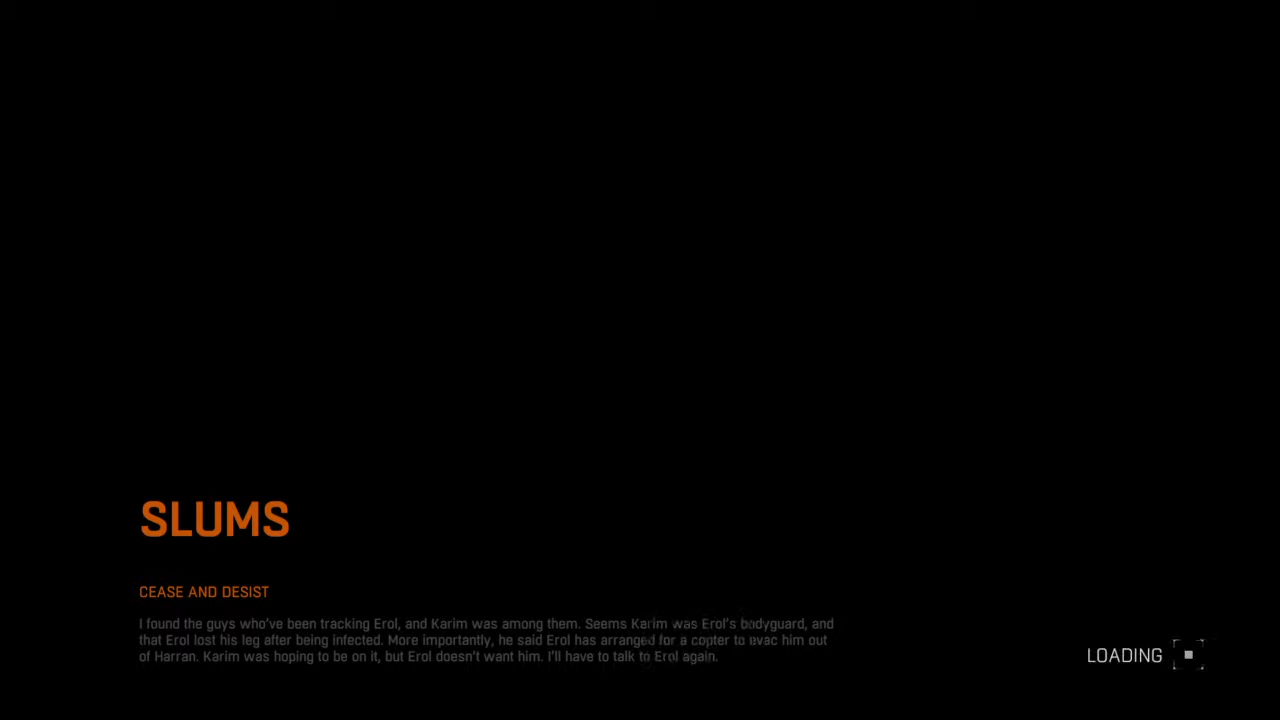 SLUMS
CEASE AND DESIST
I found the guys who've been tracking Erol, and Karim was among them. Seems Karim was Erol's bodyguard, and
that Erol lost his leg after being infected. More importantly, he said Erol has arranged for a copter to evac him out
of Harran. Karim was hoping to be on it, but Erol doesn't want him. I'll have to talk to Erol again.
LOADING